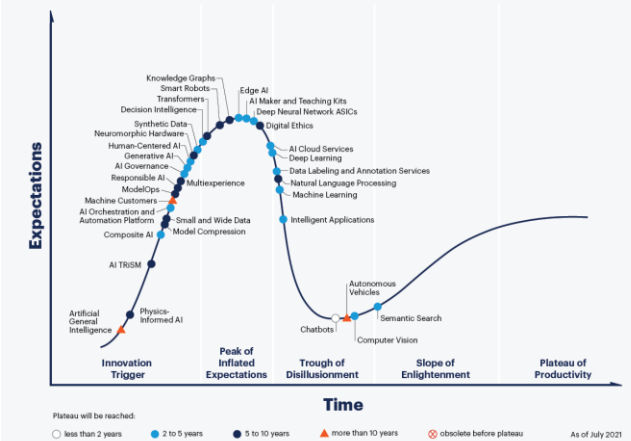 Expectations
Knowledge Graphs
Smart Robots
Transformers
Decision Intelligence
Synthetic Data
Neuromorphic Hardware
Human-Centered AI
Generative AI
AI Governance
Responsible AI
Multiexperience
ModelOps
Machine Customers
AI Orchestration and
Automation Platform
Small and Wide Data
Model Compression
Composite AI
AI TRiSM
Artificial
General
Intelligence
Physics-
Informed AI
Edge AI
AI Maker and Teaching Kits
Deep Neural Network ASICs
Digital Ethics
AI Cloud Services
Deep Learning
Data Labeling and Annotation Services
Natural Language Processing
Machine Learning
Intelligent Applications
Autonomous
Vehicles
Chatbots
Semantic Search
Computer Vision
Innovation
Trigger
Peak of
Inflated
Expectations
Trough of
Disillusionment
Slope of
Enlightenment
Plateau of
Productivity
Time
Plateau will be reached:
less than 2 years
2 to 5 years
5 to 10 years
more than 10 years
obsolete before plateau
As of July 2021